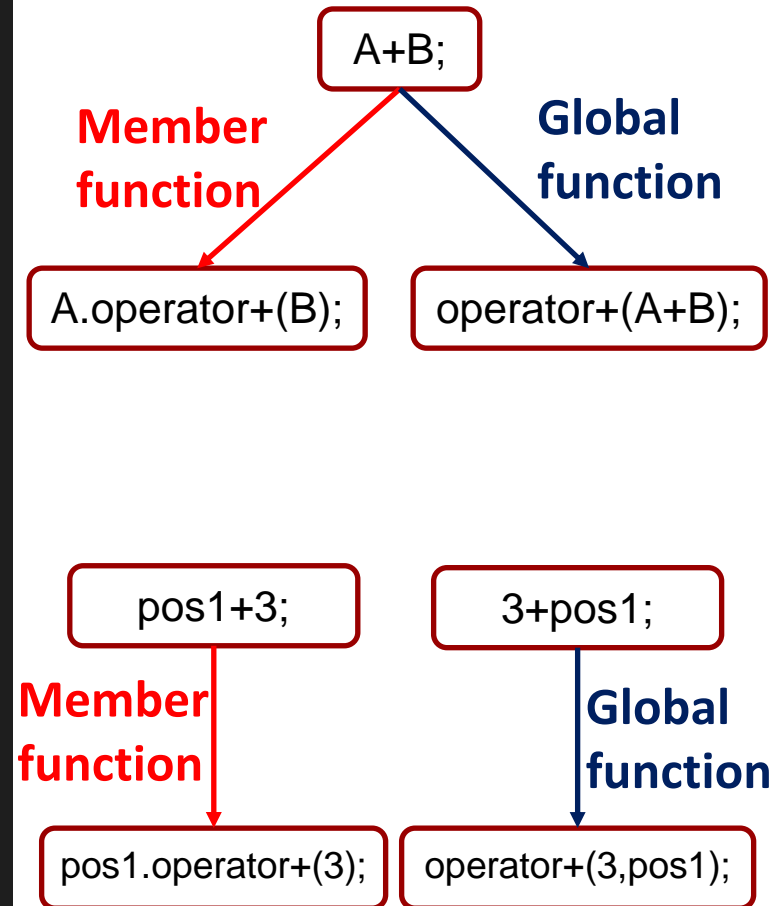 A+B;
Member
function
Global
function
A.operator+(B);
operator+(A+B);
pos1+3;
3+pos1;
Member
function
Global
function
pos1.operator+(3);
operator+(3,pos1);